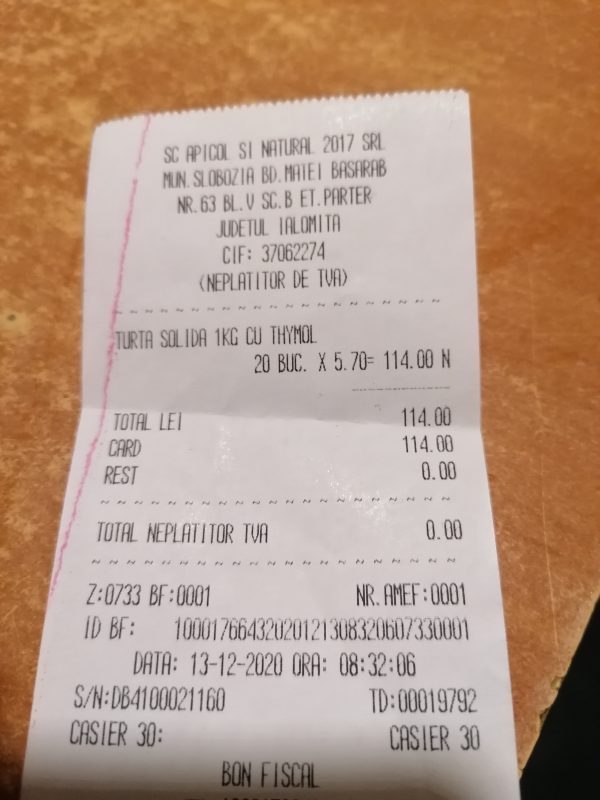 SC APICOL SI NATURAL 2017 SRL
MUN.SLOBOZIA BD.MATEI BASARAB
NR.63 BL.V SC.B ET.PARTER
JUDETUL IALOMITA
CIF: 37062274
(NEPLATITOR DE TVA)
TURTA SOLIDA 1KG CU THYMOL
20 BUC. X 5.70= 114.00 N
TOTAL LEI 114.00
CARD 114.00
REST 0.00
TOTAL NEPLATITOR TVA 0.00
Z:0733 BF:0001 NR.AMEF:0001
ID BF: 1000176643202012130832060733​0001
DATA: 13-12-2020 ORA: 08:32:06
S/N:DB4100021160 TD:00019792
CASIER 30: CASIER 30
BON FISCAL